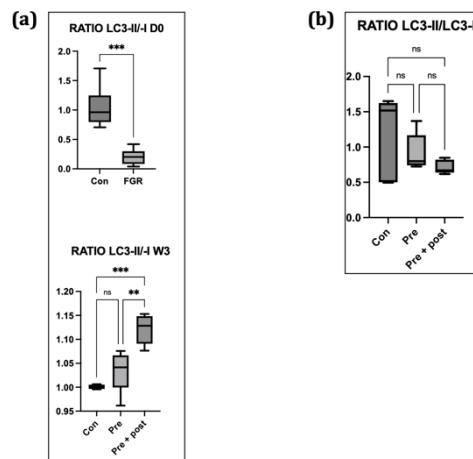 (a)
RATIO LC3-II/-I D0
***
2.0
1.5
1.0
0.5
0.0
Con FGR
RATIO LC3-II/-I W3
***
ns **
1.20
1.15
1.10
1.05
1.00
0.95
Con Pre Pre + post
(b)
RATIO LC3-II/LC3-I
ns
ns ns
2.0
1.5
1.0
0.5
0.0
Con Pre Pre + post